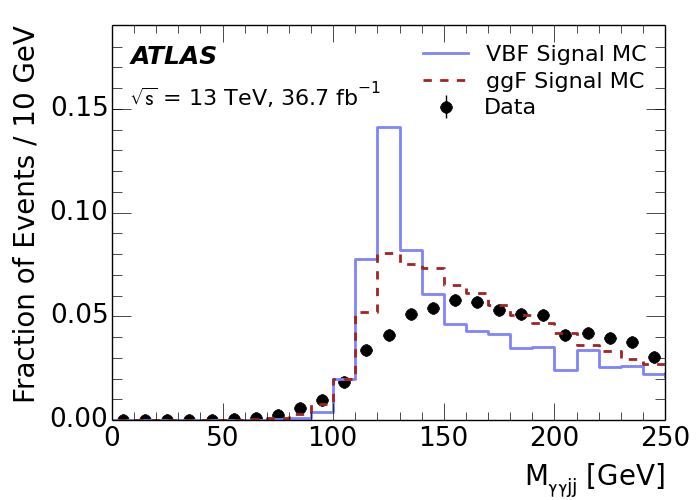 ATLAS
√s = 13 TeV, 36.7 fb⁻¹
VBF Signal MC
ggF Signal MC
Data
Fraction of Events / 10 GeV
0.15
0.10
0.05
0.00
0 50 100 150 200 250
M_γγjj [GeV]